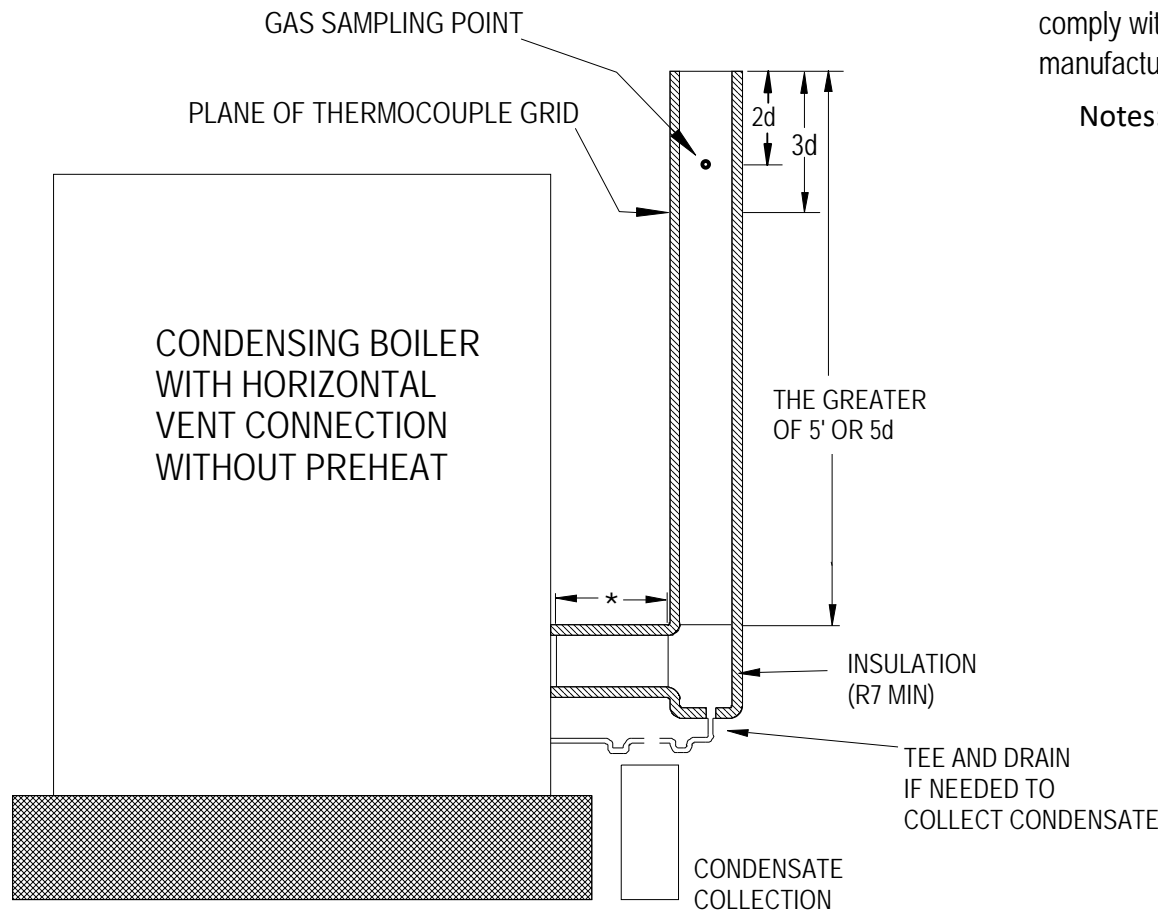 GAS SAMPLING POINT
comply wit
manufactu
PLANE OF THERMOCOUPLE GRID
2d
3d
Notes:
CONDENSING BOILER
WITH HORIZONTAL
VENT CONNECTION
WITHOUT PREHEAT
THE GREATER
OF 5' OR 5d
*
INSULATION
(R7 MIN)
TEE AND DRAIN
IF NEEDED TO
COLLECT CONDENSATE
CONDENSATE
COLLECTION